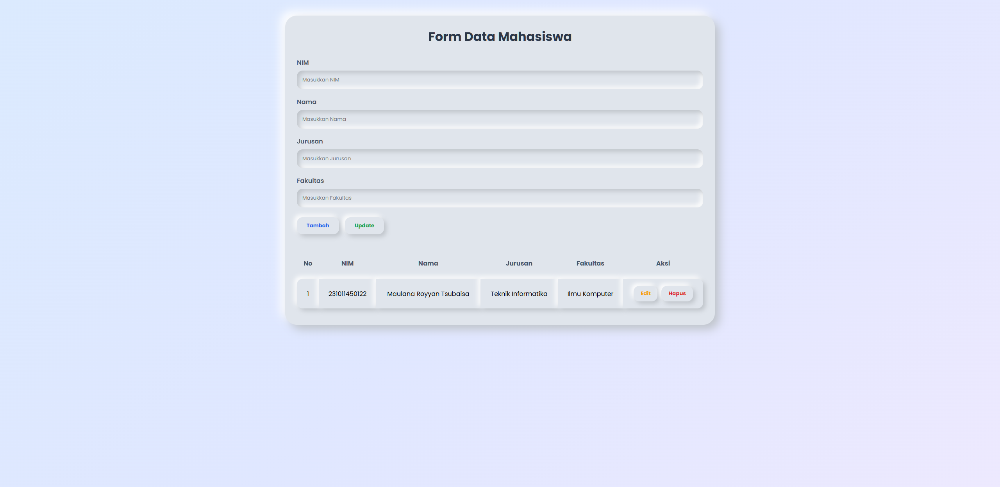 Form Data Mahasiswa
NIM
Masukkan NIM
Nama
Masukkan Nama
Jurusan
Masukkan Jurusan
Fakultas
Masukkan Fakultas
Tambah Update
No NIM Nama Jurusan Fakultas Aksi
1 231011450122 Maulana Royyan Tsubaisa Teknik Informatika Ilmu Komputer Edit Hapus